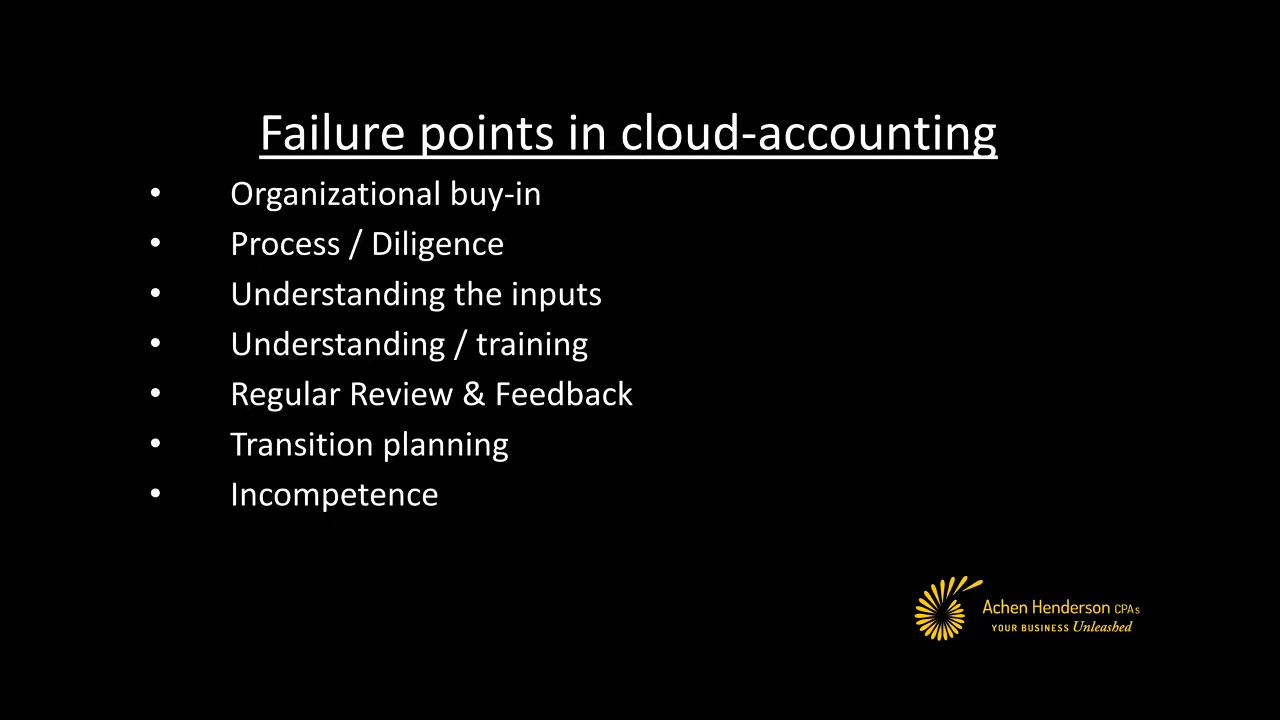 Failure points in cloud-accounting
• Organizational buy-in
• Process / Diligence
• Understanding the inputs
• Understanding / training
• Regular Review & Feedback
• Transition planning
• Incompetence
Achen Henderson CPAs
YOUR BUSINESS Unleashed